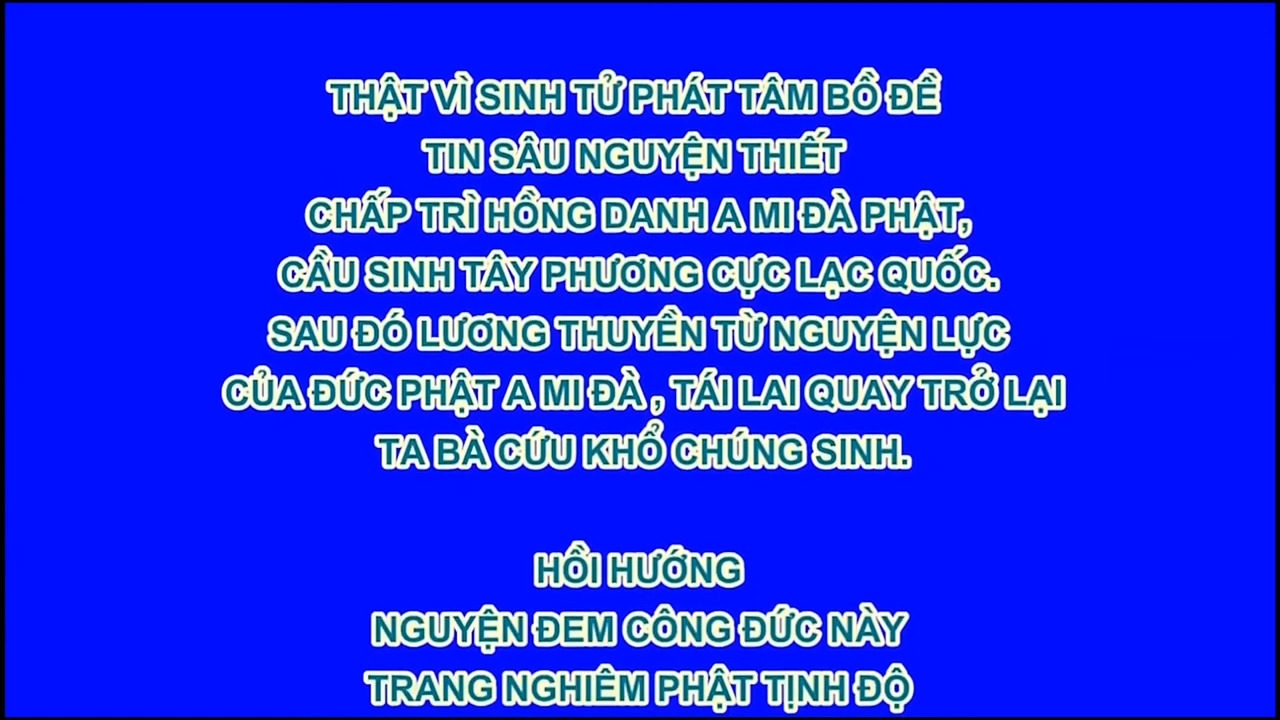 THẬT VÌ SINH TỬ PHÁT TÂM BỒ ĐỀ
TIN SÂU NGUYỆN THIẾT
CHẤP TRÌ HỒNG DANH A MI ĐÀ PHẬT,
CẦU SINH TÂY PHƯƠNG CỰC LẠC QUỐC.
SAU ĐÓ LƯƠNG THUYỀN TỪ NGUYỆN LỰC
CỦA ĐỨC PHẬT A MI ĐÀ , TÁI LAI QUAY TRỞ LẠI
TA BÀ CỨU KHỔ CHÚNG SINH.
HỒI HƯỚNG
NGUYỆN ĐEM CÔNG ĐỨC NÀY
TRANG NGHIÊM PHẬT TỊNH ĐỘ